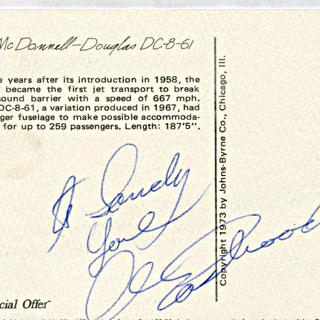 McDonnell-Douglas DC-8-61
e years after its introduction in 1958, the
became the first jet transport to break
sound barrier with a speed of 667 mph.
DC-8-61, a variation produced in 1967, had
ger fuselage to make possible accommoda-
for up to 259 passengers. Length: 187'5",
Copyright 1973 by Johns-Byrne Co., Chicago, Ill.
Sandy
cial Offer